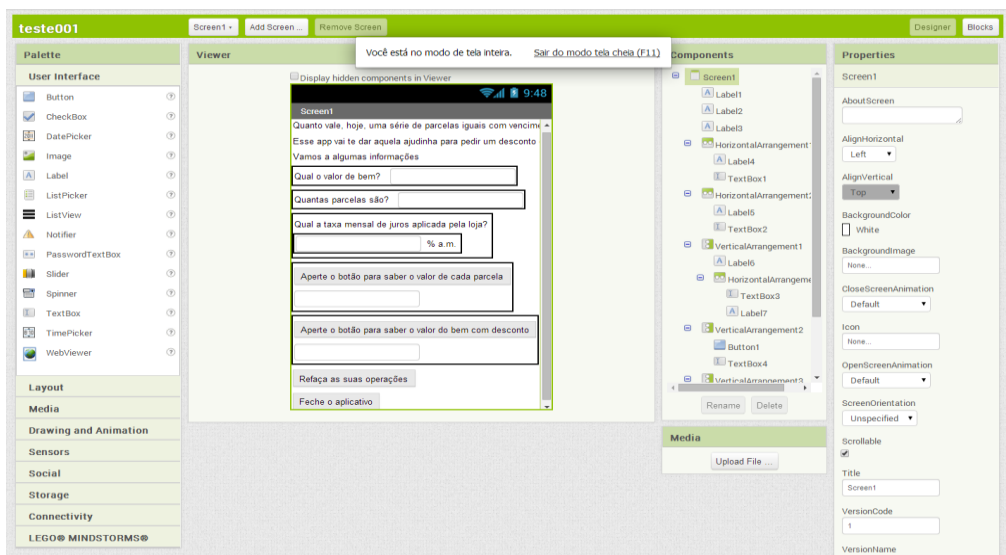 teste001
Screen1
Add Screen ...
Remove Screen
Designer
Blocks
Você está no modo de tela inteira. Sair do modo tela cheia (F11)
Palette
User Interface
Button
CheckBox
DatePicker
Image
Label
ListPicker
ListView
Notifier
PasswordTextBox
Slider
Spinner
TextBox
TimePicker
WebViewer
Layout
Media
Drawing and Animation
Sensors
Social
Storage
Connectivity
LEGO® MINDSTORMS®
Viewer
Display hidden components in Viewer
9:48
Screen1
Quanto vale, hoje, uma série de parcelas iguais com vencime
Esse app vai te dar aquela ajudinha para pedir um desconto
Vamos a algumas informações
Qual o valor de bem?
Quantas parcelas são?
Qual a taxa mensal de juros aplicada pela loja?
% a.m.
Aperte o botão para saber o valor de cada parcela
Aperte o botão para saber o valor do bem com desconto
Refaça as suas operações
Feche o aplicativo
Components
Screen1
Label1
Label2
Label3
HorizontalArrangement1
Label4
TextBox1
HorizontalArrangement2
Label5
TextBox2
VerticalArrangement1
Label6
HorizontalArrangeme
TextBox3
Label7
VerticalArrangement2
Button1
TextBox4
VerticalArrangement3
Rename
Delete
Media
Upload File ...
Properties
Screen1
AboutScreen
AlignHorizontal
Left
AlignVertical
Top
BackgroundColor
White
BackgroundImage
None...
CloseScreenAnimation
Default
Icon
None...
OpenScreenAnimation
Default
ScreenOrientation
Unspecified
Scrollable
Title
Screen1
VersionCode
1
VersionName